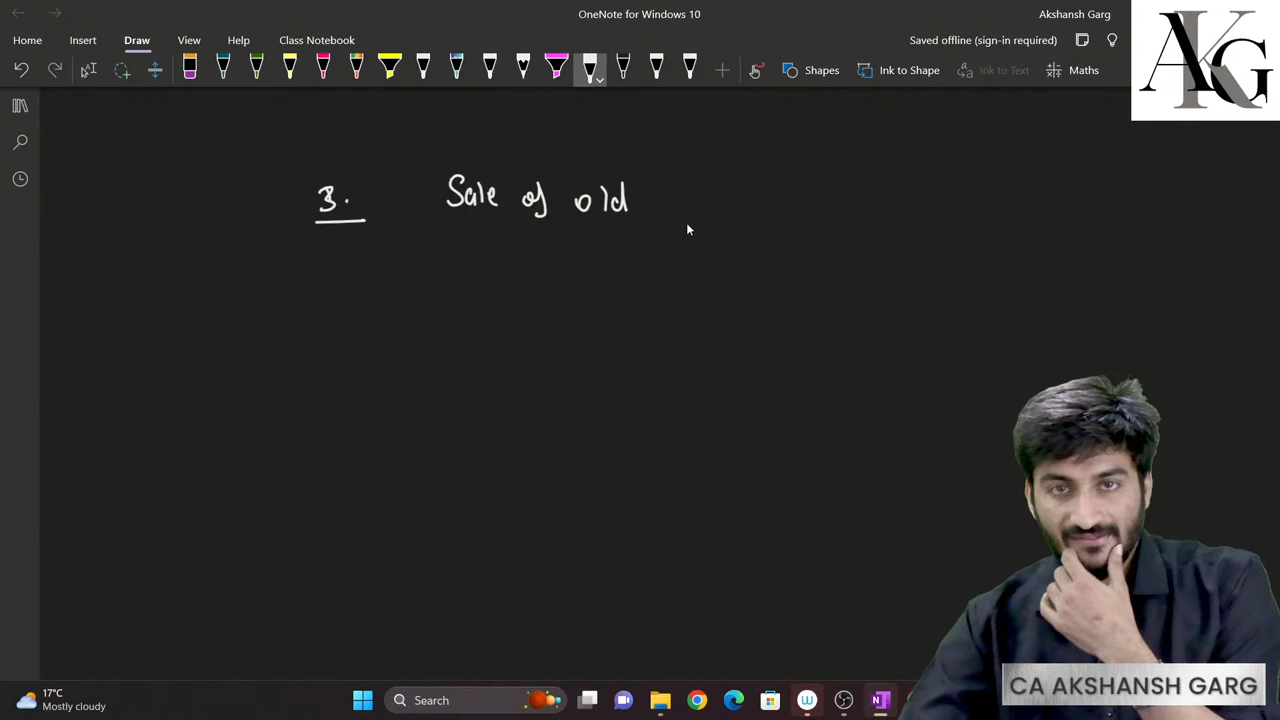 OneNote for Windows 10
Akshansh Garg
Home Insert Draw View Help Class Notebook
Saved offline (sign-in required)
Shapes Ink to Shape Ink to Text Maths
AKG
3. Sale of old
CA AKSHANSH GARG
17°C
Mostly cloudy
Search